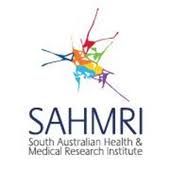 SAHMRI
South Australian Health &
Medical Research Institute